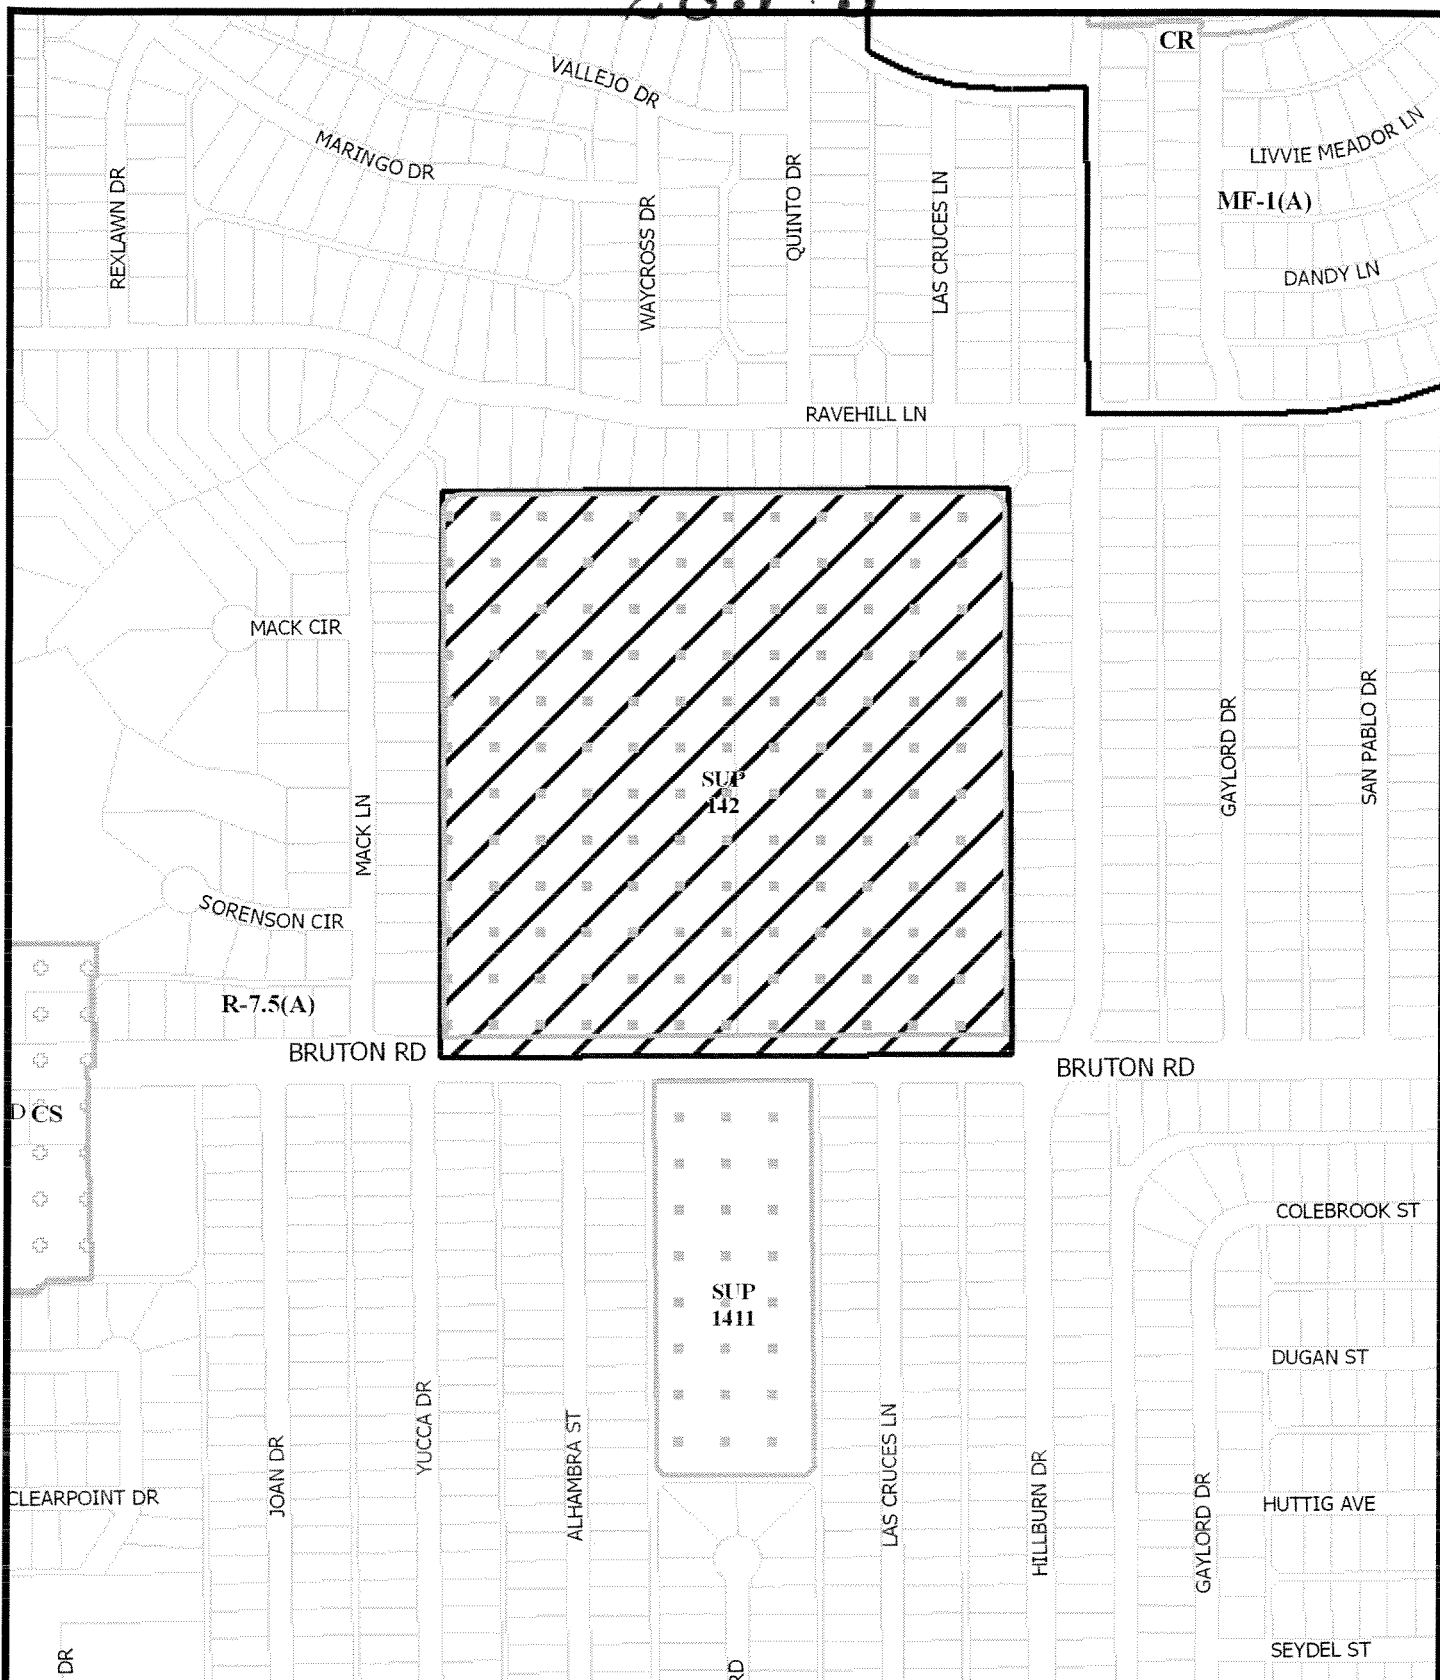 CR
VALLEJO DR
LIVVIE MEADOR LN
MARINGO DR
MF-1(A)
REXLAWN DR
WAYCROSS DR
QUINTO DR
LAS CRUCES LN
DANDY LN
RAVEHILL LN
MACK CIR
SUP
142
GAYLORD DR
SAN PABLO DR
MACK LN
SORENSON CIR
R-7.5(A)
BRUTON RD
BRUTON RD
D CS
COLEBROOK ST
SUP
1411
DUGAN ST
JOAN DR
YUCCA DR
ALHAMBRA ST
LAS CRUCES LN
HILLBURN DR
GAYLORD DR
CLEARPOINT DR
HUTTIG AVE
SEYDEL ST
DR
RD